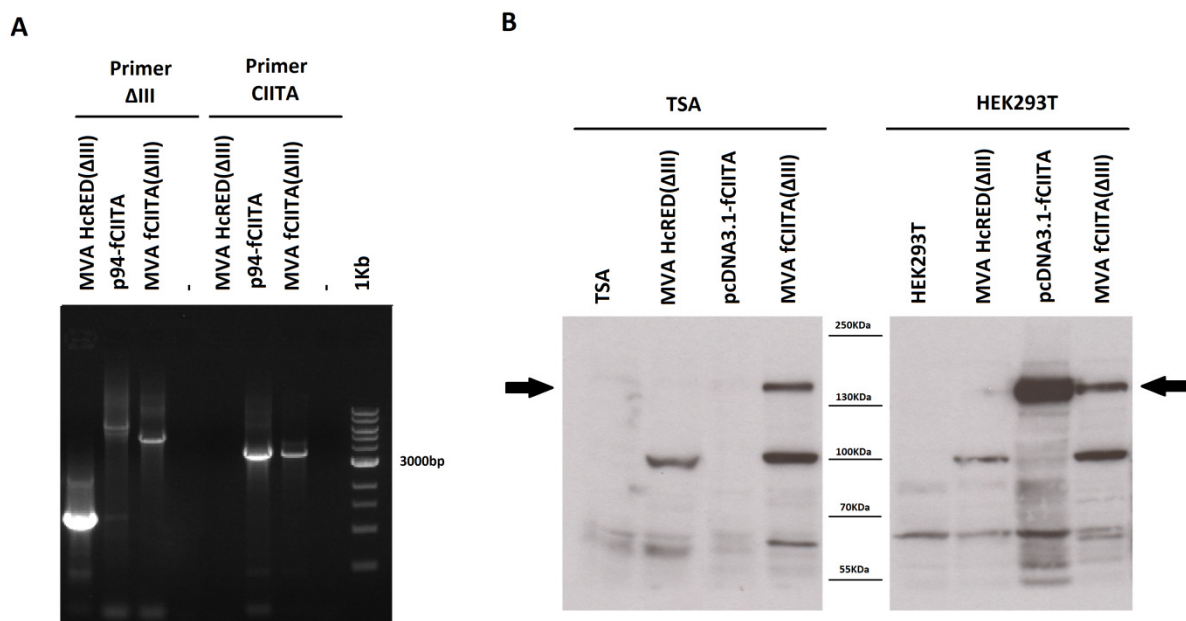 A
Primer
ΔIII
Primer
CIITA
MVA HcRED(ΔIII)
p94-fCIITA
MVA fCIITA(ΔIII)
-
MVA HcRED(ΔIII)
p94-fCIITA
MVA fCIITA(ΔIII)
-
1Kb
3000bp
B
TSA
HEK293T
TSA
MVA HcRED(ΔIII)
pcDNA3.1-fCIITA
MVA fCIITA(ΔIII)
HEK293T
MVA HcRED(ΔIII)
pcDNA3.1-fCIITA
MVA fCIITA(ΔIII)
250KDa
130KDa
100KDa
70KDa
55KDa